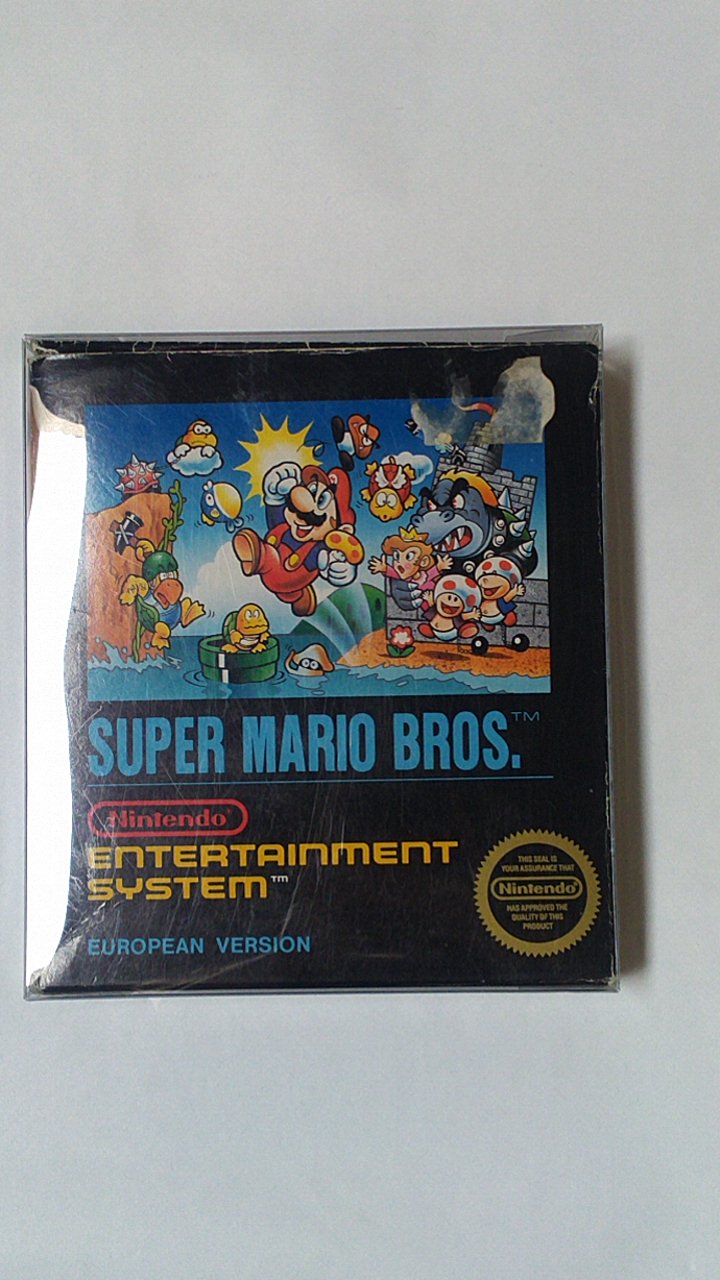 SUPER MARIO BROS.™
Nintendo®
ENTERTAINMENT
SYSTEM™
EUROPEAN VERSION
THIS SEAL IS
YOUR ASSURANCE THAT
Nintendo®
HAS APPROVED THE
QUALITY OF THIS
PRODUCT